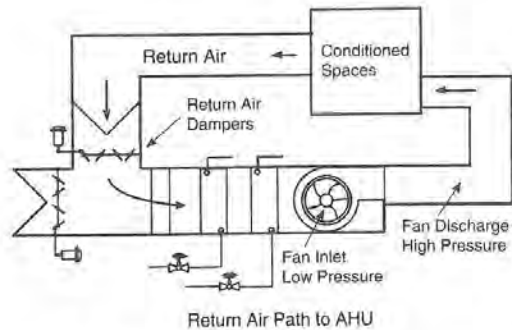 Return Air
Conditioned
Spaces
Return Air
Dampers
Fan Inlet
Low Pressure
Fan Discharge
High Pressure
Return Air Path to AHU